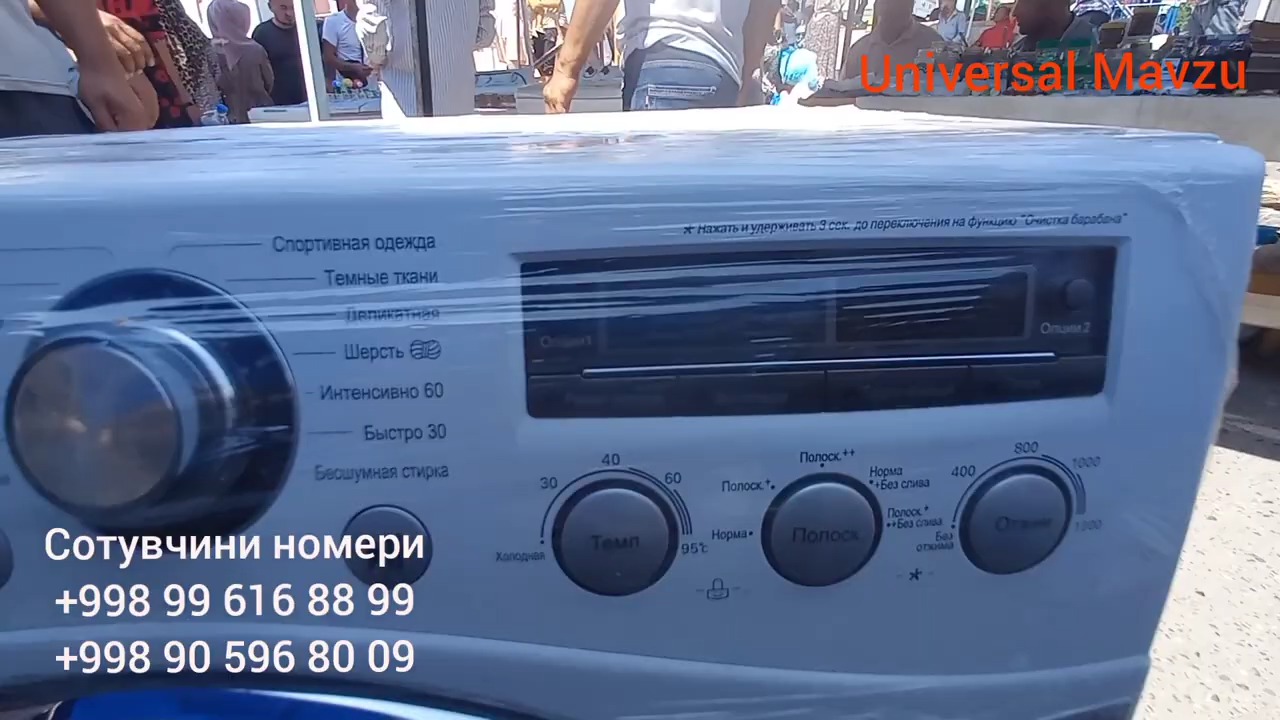 Universal Mavzu
* Нажать и удерживать 3 сек. до переключения на функцию "Очистка барабана"
Спортивная одежда
Темные ткани
Деликатная
Шерсть
Интенсивно 60
Быстро 30
Бесшумная стирка
Опции1
Опции2
Холодная
30
40
60
95°C
Темп
Норма
Полоск.+
Полоск.++
Норма
+Без слива
Полоск.+
+Без слива
Полоск
Без
отжима
400
800
1000
Отжим
Сотувчини номери
+998 99 616 88 99
+998 90 596 80 09